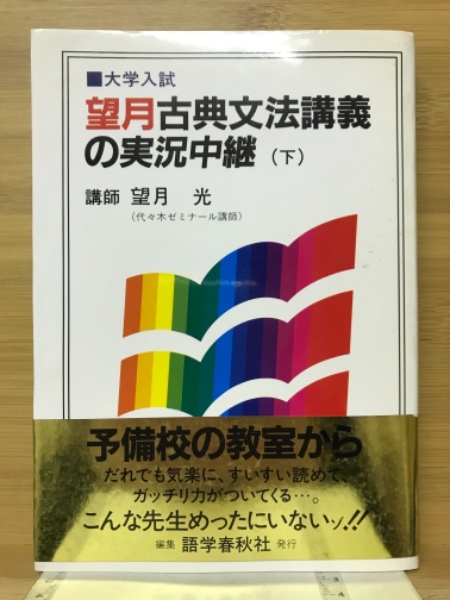 ■大学入試
望月古典文法講義
の実況中継（下）
講師 望月 光
（代々木ゼミナール講師）
予備校の教室から
だれでも気楽に、すいすい読めて、
ガッチリ力がついてくる…。
こんな先生めったにいないッ!!
編集 語学春秋社 発行